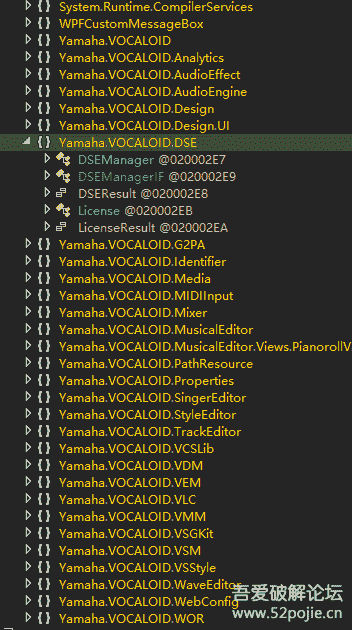 { } System.Runtime.CompilerServices
{ } WPFCustomMessageBox
{ } Yamaha.VOCALOID
{ } Yamaha.VOCALOID.Analytics
{ } Yamaha.VOCALOID.AudioEffect
{ } Yamaha.VOCALOID.AudioEngine
{ } Yamaha.VOCALOID.Design
{ } Yamaha.VOCALOID.Design.UI
{ } Yamaha.VOCALOID.DSE
DSEManager @020002E7
DSEManagerIF @020002E9
DSEResult @020002E8
License @020002EB
LicenseResult @020002EA
{ } Yamaha.VOCALOID.G2PA
{ } Yamaha.VOCALOID.Identifier
{ } Yamaha.VOCALOID.Media
{ } Yamaha.VOCALOID.MIDIInput
{ } Yamaha.VOCALOID.Mixer
{ } Yamaha.VOCALOID.MusicalEditor
{ } Yamaha.VOCALOID.MusicalEditor.Views.PianorollV
{ } Yamaha.VOCALOID.PathResource
{ } Yamaha.VOCALOID.Properties
{ } Yamaha.VOCALOID.SingerEditor
{ } Yamaha.VOCALOID.StyleEditor
{ } Yamaha.VOCALOID.TrackEditor
{ } Yamaha.VOCALOID.VCSLib
{ } Yamaha.VOCALOID.VDM
{ } Yamaha.VOCALOID.VEM
{ } Yamaha.VOCALOID.VLC
{ } Yamaha.VOCALOID.VMM
{ } Yamaha.VOCALOID.VSGKit
{ } Yamaha.VOCALOID.VSM
{ } Yamaha.VOCALOID.VSStyle
{ } Yamaha.VOCALOID.WaveEditor
{ } Yamaha.VOCALOID.WebConfig
{ } Yamaha.VOCALOID.WOR
吾爱破解论坛
www.52pojie.cn